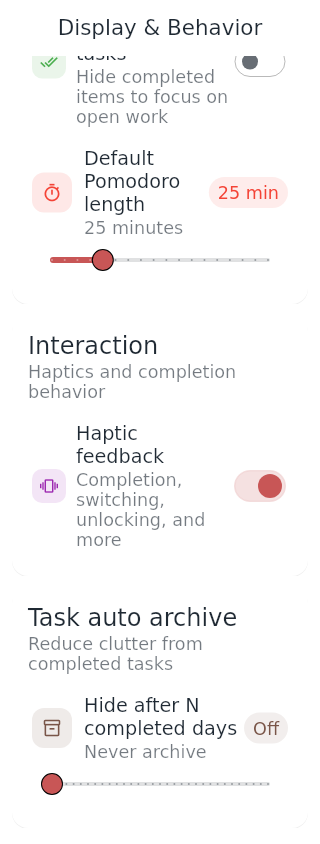 Display & Behavior
tasks
Hide completed
items to focus on
open work
Default
Pomodoro
length
25 minutes
25 min
Interaction
Haptics and completion
behavior
Haptic
feedback
Completion,
switching,
unlocking, and
more
Task auto archive
Reduce clutter from
completed tasks
Hide after N
completed days
Never archive
Off